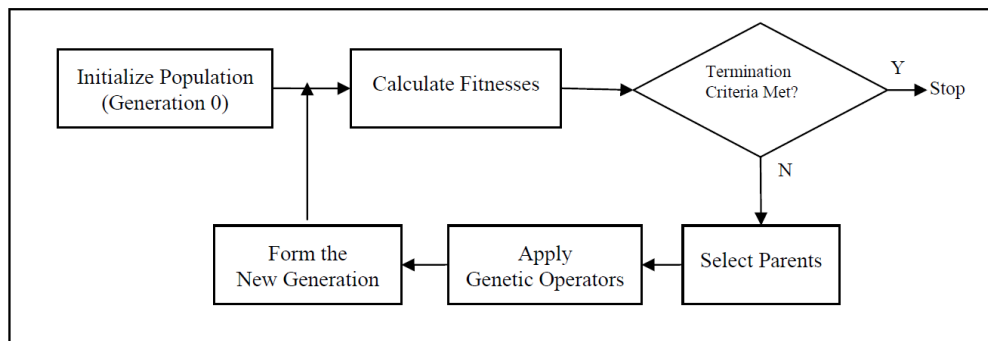 Initialize Population
(Generation 0)
Calculate Fitnesses
Termination
Criteria Met?
Y
Stop
N
Select Parents
Apply
Genetic Operators
Form the
New Generation